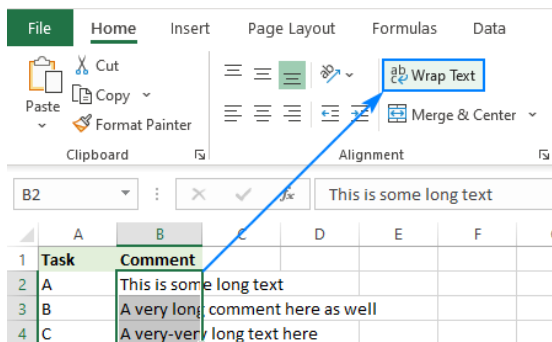 File Home Insert Page Layout Formulas Data
Cut
ab
c Wrap Text
Copy
Paste
Format Painter
Merge & Center
Clipboard Alignment
B2 fx This is some long text
A B C D E F
1 Task Comment
2 A This is some long text
3 B A very long comment here as well
4 C A very-very long text here